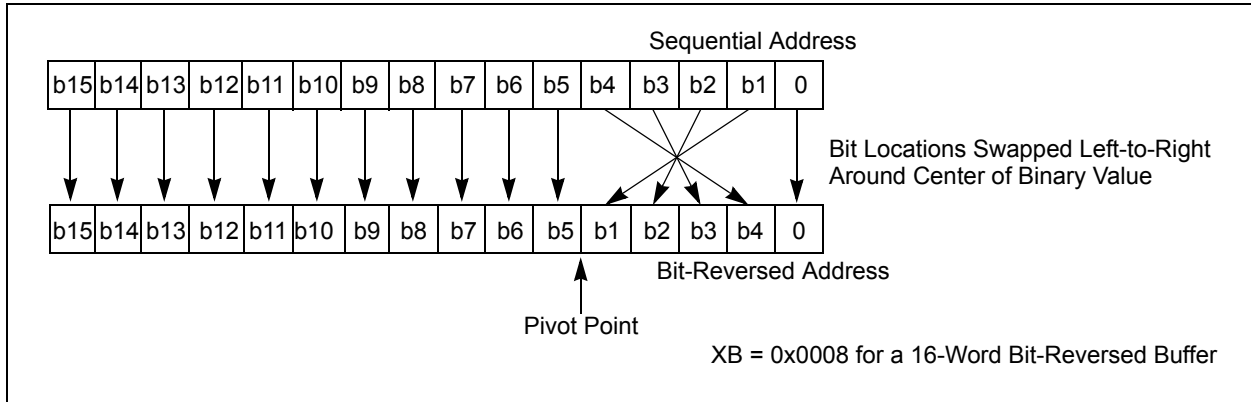 Sequential Address
b15 b14 b13 b12 b11 b10 b9 b8 b7 b6 b5 b4 b3 b2 b1 0
Bit Locations Swapped Left-to-Right
Around Center of Binary Value
b15 b14 b13 b12 b11 b10 b9 b8 b7 b6 b5 b1 b2 b3 b4 0
Bit-Reversed Address
Pivot Point
XB = 0x0008 for a 16-Word Bit-Reversed Buffer